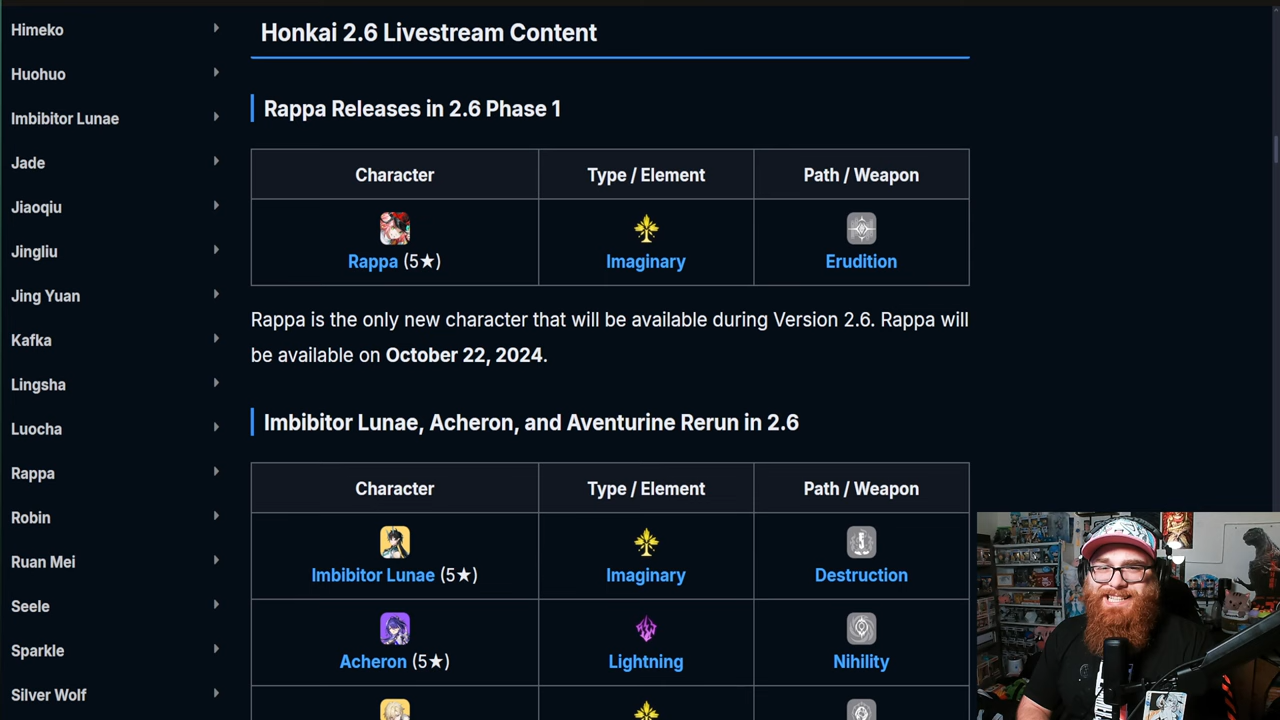 Himeko
Huohuo
Imbibitor Lunae
Jade
Jiaoqiu
Jingliu
Jing Yuan
Kafka
Lingsha
Luocha
Rappa
Robin
Ruan Mei
Seele
Sparkle
Silver Wolf
Honkai 2.6 Livestream Content
Rappa Releases in 2.6 Phase 1
Character Type / Element Path / Weapon
Rappa (5★) Imaginary Erudition
Rappa is the only new character that will be available during Version 2.6. Rappa will
be available on October 22, 2024.
Imbibitor Lunae, Acheron, and Aventurine Rerun in 2.6
Character Type / Element Path / Weapon
Imbibitor Lunae (5★) Imaginary Destruction
Acheron (5★) Lightning Nihility